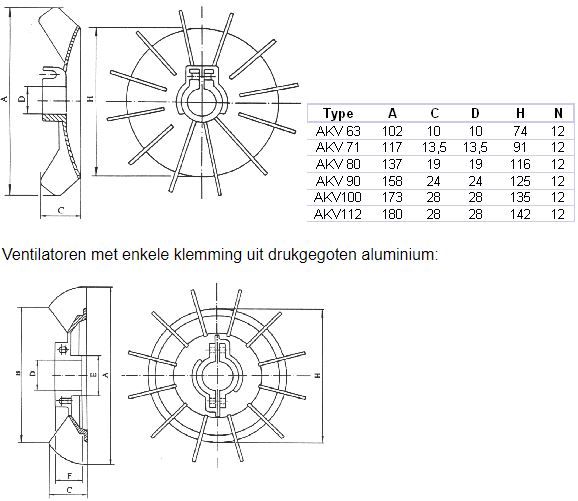 A
D
H
C
Type A C D H N
AKV 63 102 10 10 74 12
AKV 71 117 13,5 13,5 91 12
AKV 80 137 19 19 116 12
AKV 90 158 24 24 125 12
AKV100 173 28 28 135 12
AKV112 180 28 28 142 12
Ventilatoren met enkele klemming uit drukgegoten aluminium:
B
D
E
A
H
F
C